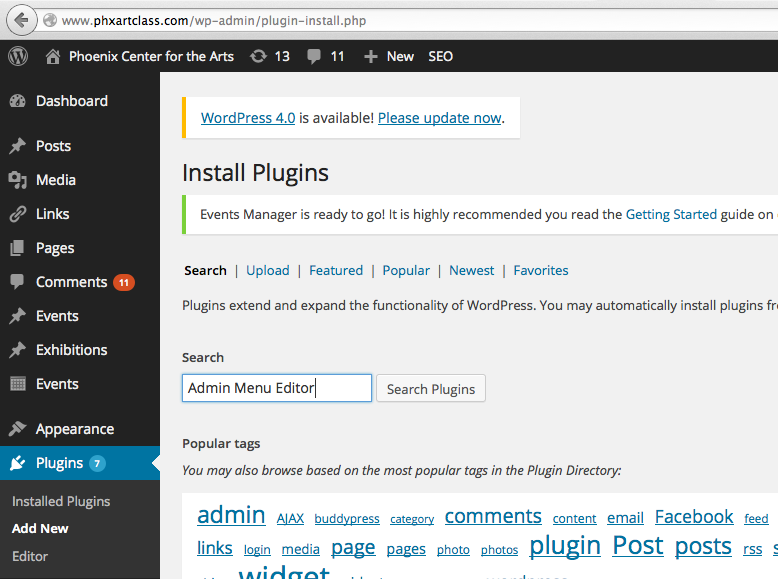 www.phxartclass.com/wp-admin/plugin-install.php
Phoenix Center for the Arts 13 11 New SEO
Dashboard
WordPress 4.0 is available! Please update now.
Posts
Media
Links
Pages
Comments 11
Events
Exhibitions
Events
Appearance
Plugins 7
Installed Plugins
Add New
Editor
Install Plugins
Events Manager is ready to go! It is highly recommended you read the Getting Started guide on
Search | Upload | Featured | Popular | Newest | Favorites
Plugins extend and expand the functionality of WordPress. You may automatically install plugins
Search
Admin Menu Editor Search Plugins
Popular tags
You may also browse based on the most popular tags in the Plugin Directory:
admin AJAX buddypress category comments content email Facebook feed
links login media page pages photo photos plugin Post posts rss
widget